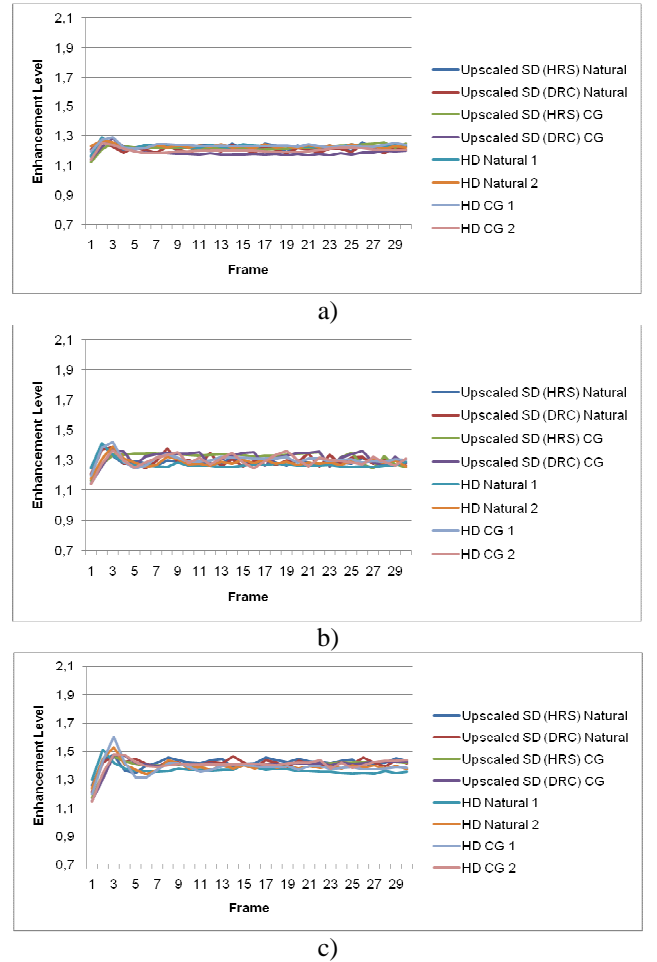 2,1
1,9
1,7
1,5
1,3
1,1
0,9
0,7
Enhancement Level
1 3 5 7 9 11 13 15 17 19 21 23 25 27 29
Frame
Upscaled SD (HRS) Natural
Upscaled SD (DRC) Natural
Upscaled SD (HRS) CG
Upscaled SD (DRC) CG
HD Natural 1
HD Natural 2
HD CG 1
HD CG 2
a)
2,1
1,9
1,7
1,5
1,3
1,1
0,9
0,7
Enhancement Level
1 3 5 7 9 11 13 15 17 19 21 23 25 27 29
Frame
Upscaled SD (HRS) Natural
Upscaled SD (DRC) Natural
Upscaled SD (HRS) CG
Upscaled SD (DRC) CG
HD Natural 1
HD Natural 2
HD CG 1
HD CG 2
b)
2,1
1,9
1,7
1,5
1,3
1,1
0,9
0,7
Enhancement Level
1 3 5 7 9 11 13 15 17 19 21 23 25 27 29
Frame
Upscaled SD (HRS) Natural
Upscaled SD (DRC) Natural
Upscaled SD (HRS) CG
Upscaled SD (DRC) CG
HD Natural 1
HD Natural 2
HD CG 1
HD CG 2
c)